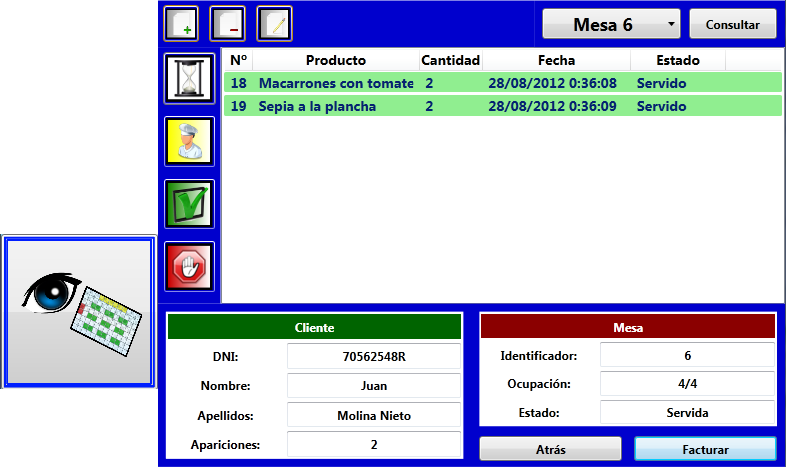 Mesa 6 Consultar
Nº Producto Cantidad Fecha Estado
18 Macarrones con tomate 2 28/08/2012 0:36:08 Servido
19 Sepia a la plancha 2 28/08/2012 0:36:09 Servido
Cliente
DNI: 70562548R
Nombre: Juan
Apellidos: Molina Nieto
Apariciones: 2
Mesa
Identificador: 6
Ocupación: 4/4
Estado: Servida
Atrás Facturar